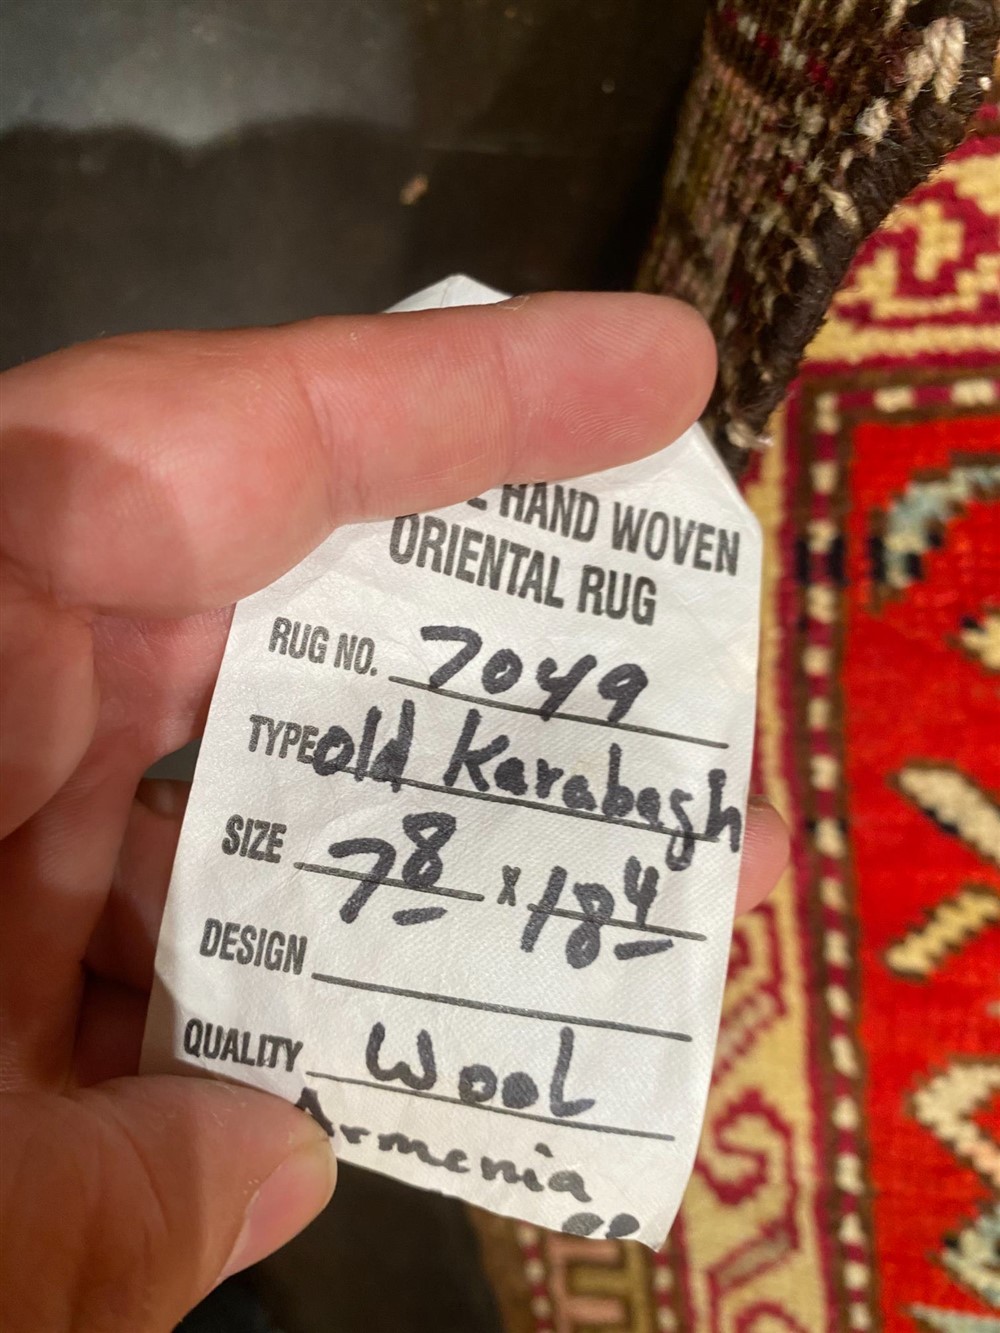 HAND WOVEN
ORIENTAL RUG
RUG NO. 7049
TYPE old Karabagh
SIZE 7 8 x 18 4
DESIGN
QUALITY Wool
Armenia